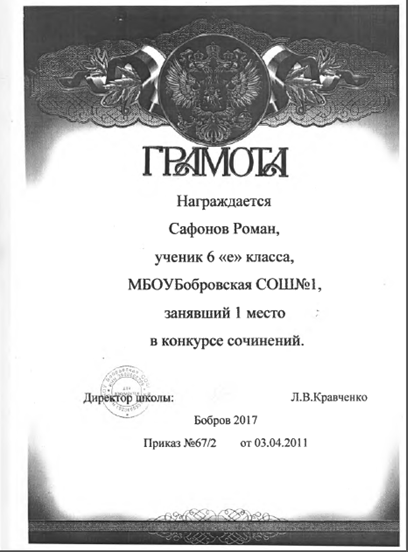 ГРАМОТА
Награждается
Сафонов Роман,
ученик 6 «е» класса,
МБОУБобровская СОШ№1,
занявший 1 место
в конкурсе сочинений.
Директор школы: Л.В.Кравченко
Бобров 2017
Приказ №67/2 от 03.04.2011